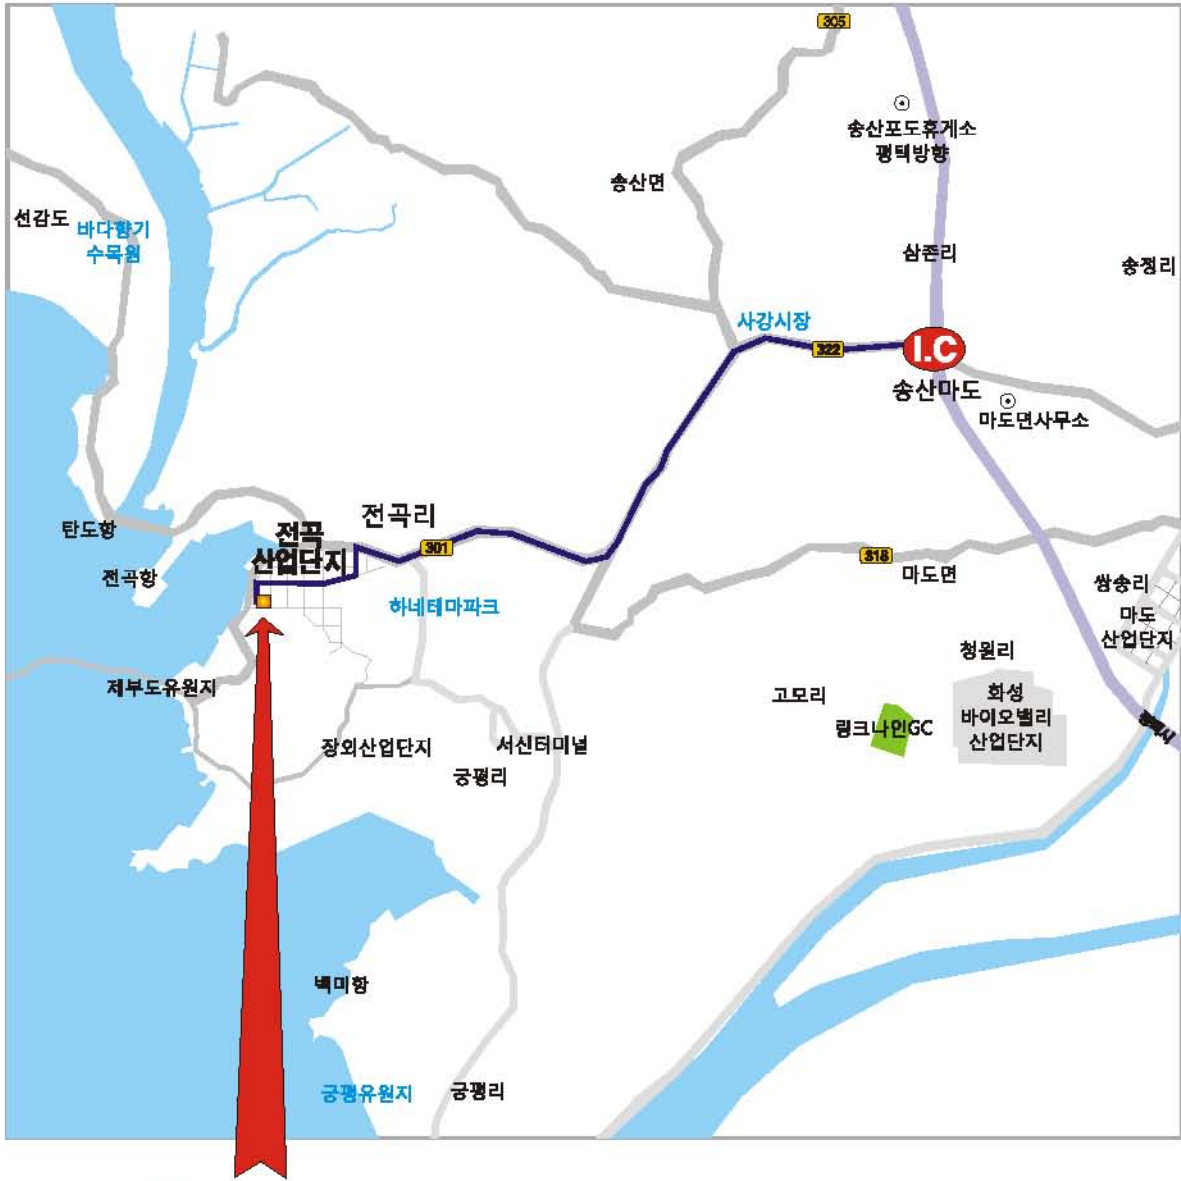 305
송산포도휴게소
평택방향
송산면
선감도
바다향기
수목원
삼존리
송정리
사강시장
322
I.C
송산마도
마도면사무소
전곡리
탄도항
전곡
산업단지
301
318
전곡항
마도면
하네테마파크
쌍송리
마도
산업단지
청원리
제부도유원지
고모리
화성
바이오밸리
산업단지
링크나인GC
장외산업단지
서신터미널
궁평리
백미항
궁평유원지
궁평리